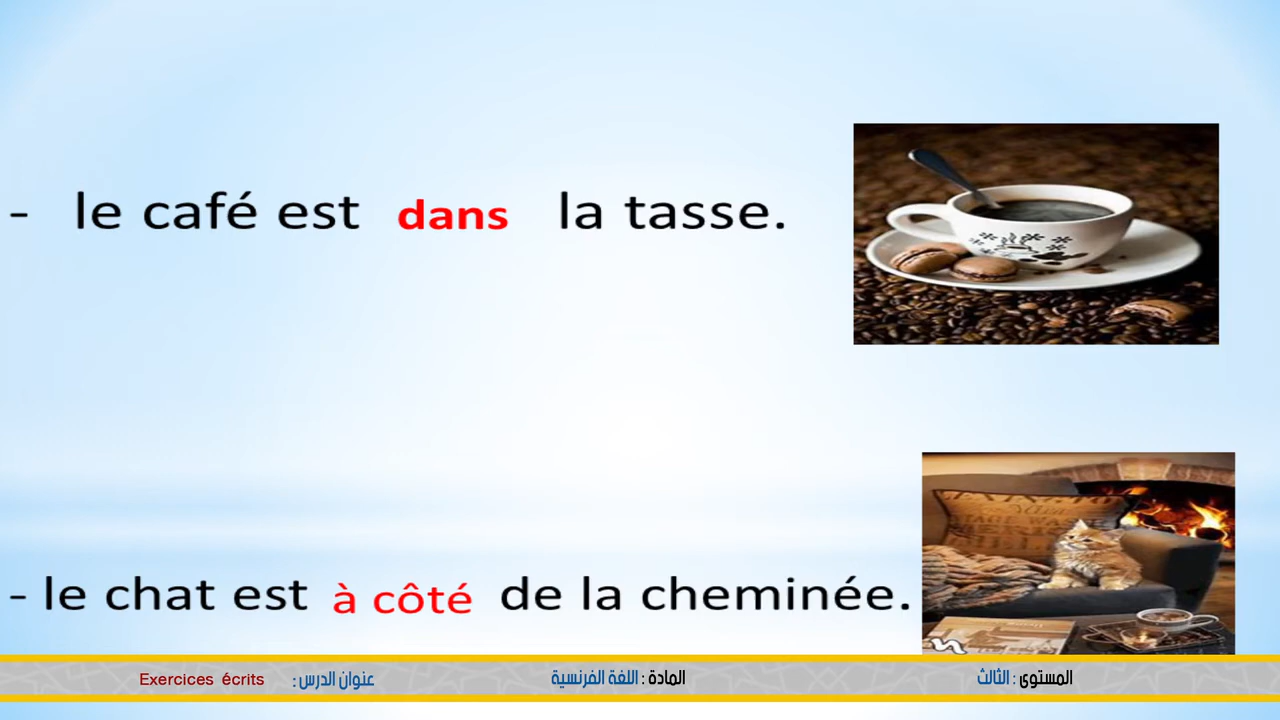 - le café est dans la tasse.
- le chat est à côté de la cheminée.
المستوى : الثالث
المادة : اللغة الفرنسية
عنوان الدرس : Exercices écrits